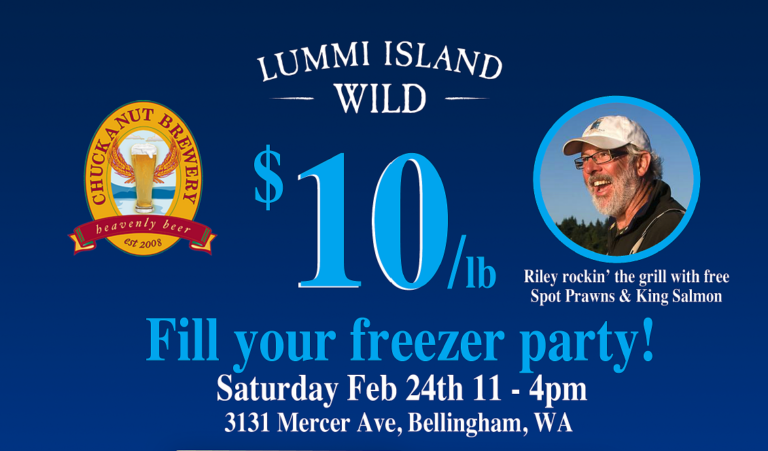 LUMMI ISLAND
WILD
CHUCKANUT BREWERY
heavenly beer
est 2008
$10/lb
Riley rockin' the grill with free
Spot Prawns & King Salmon
Fill your freezer party!
Saturday Feb 24th 11 - 4pm
3131 Mercer Ave, Bellingham, WA